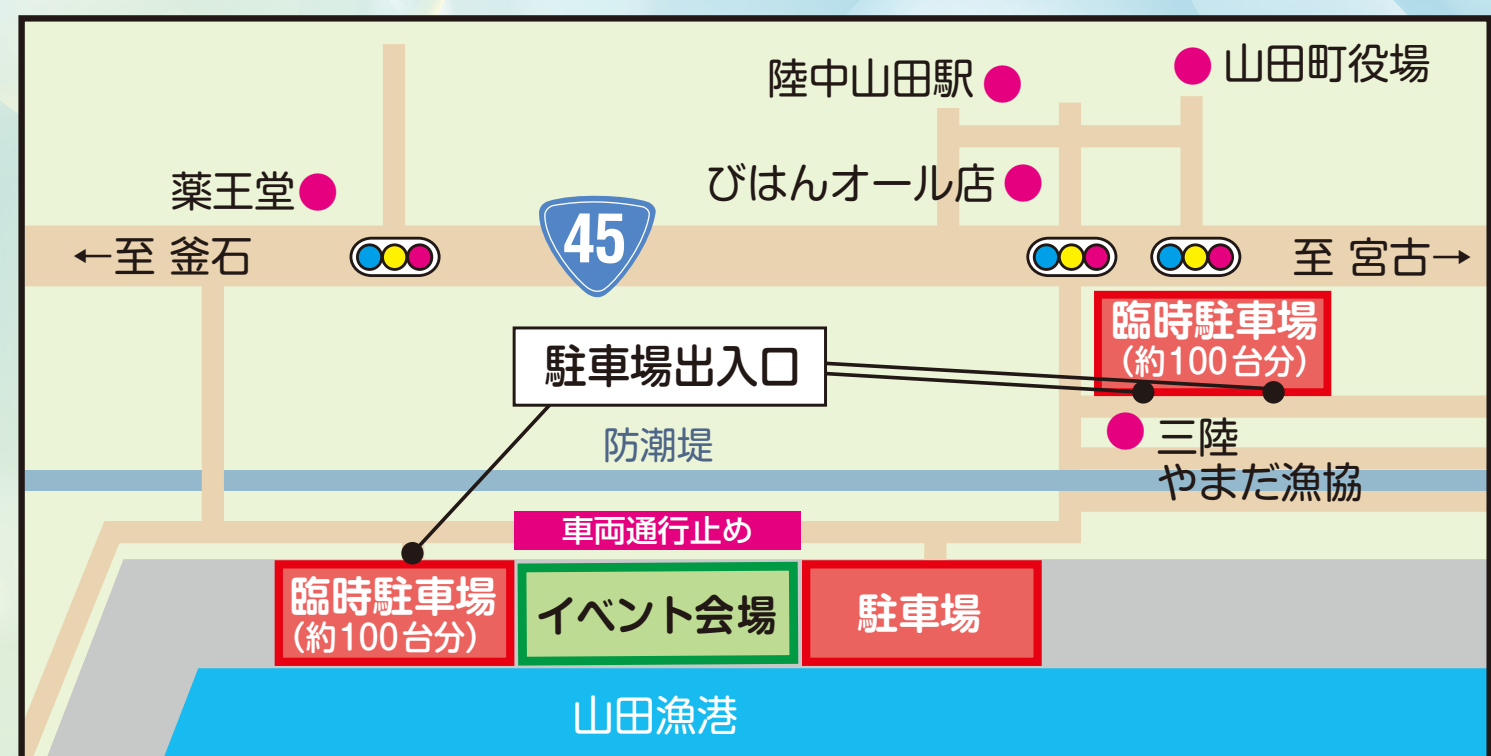 陸中山田駅
山田町役場
薬王堂
びはんオール店
←至 釜石
45
至 宮古→
臨時駐車場
(約100台分)
駐車場出入口
防潮堤
三陸
やまだ漁協
車両通行止め
臨時駐車場
(約100台分)
イベント会場
駐車場
山田漁港